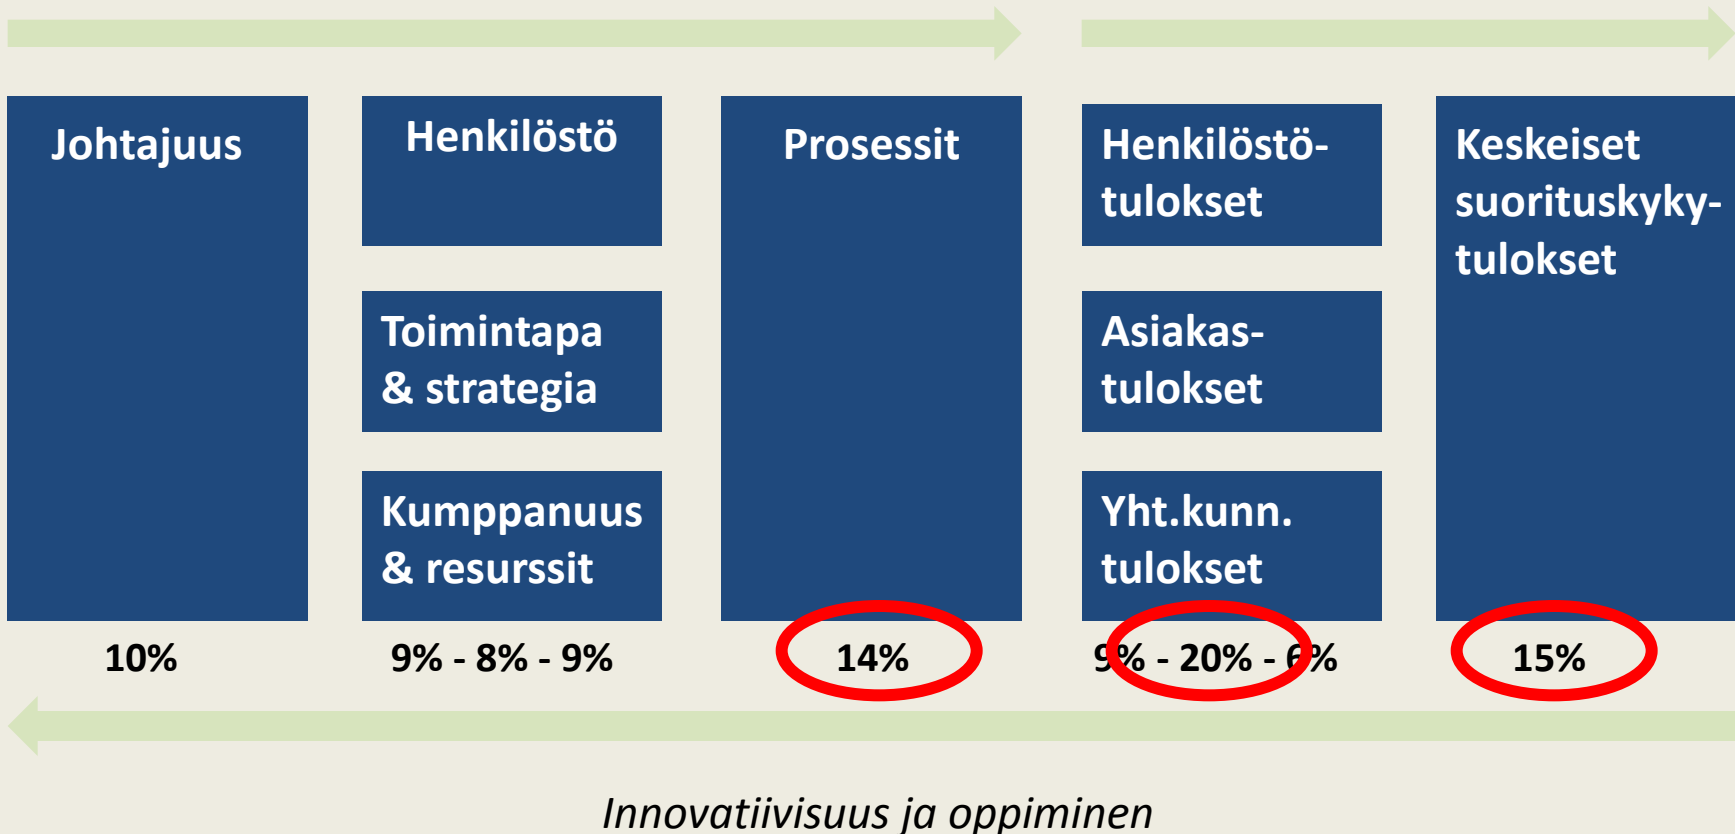 Johtajuus
Henkilöstö
Toimintapa
& strategia
Kumppanuus
& resurssit
Prosessit
Henkilöstö-
tulokset
Asiakas-
tulokset
Yht.kunn.
tulokset
Keskeiset
suorituskyky-
tulokset
10%
9% - 8% - 9%
14%
9% - 20% - 6%
15%
Innovatiivisuus ja oppiminen